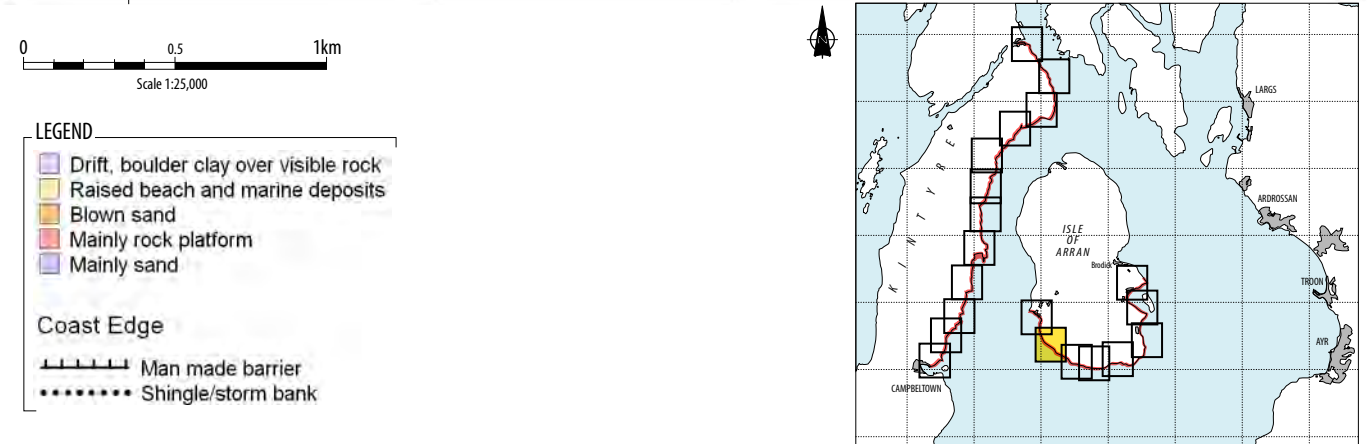 0 0.5 1km
Scale 1:25,000
LEGEND
Drift, boulder clay over visible rock
Raised beach and marine deposits
Blown sand
Mainly rock platform
Mainly sand
Coast Edge
Man made barrier
Shingle/storm bank
N
LARGS
KINTYRE
ARDROSSAN
ISLE
OF
ARRAN
Brodick
TROON
AYR
CAMPBELTOWN